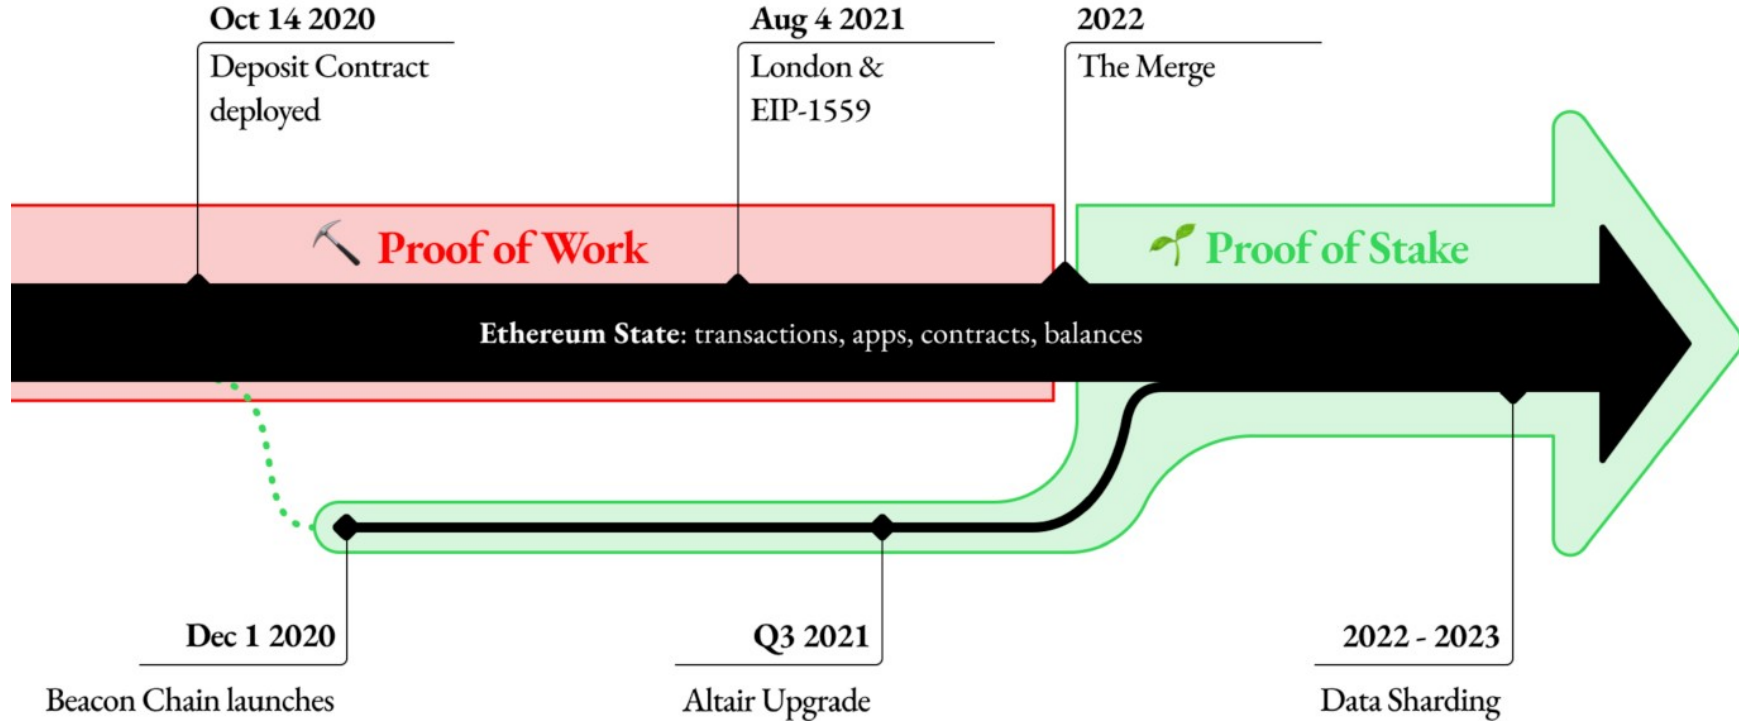 Oct 14 2020
Deposit Contract
deployed
Aug 4 2021
London &
EIP-1559
2022
The Merge
Proof of Work
Proof of Stake
Ethereum State: transactions, apps, contracts, balances
Dec 1 2020
Beacon Chain launches
Q3 2021
Altair Upgrade
2022 - 2023
Data Sharding